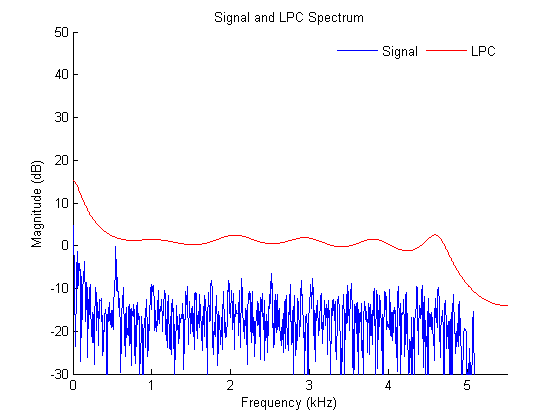 Signal and LPC Spectrum
Signal
LPC
Magnitude (dB)
50
40
30
20
10
0
-10
-20
-30
0 1 2 3 4 5
Frequency (kHz)